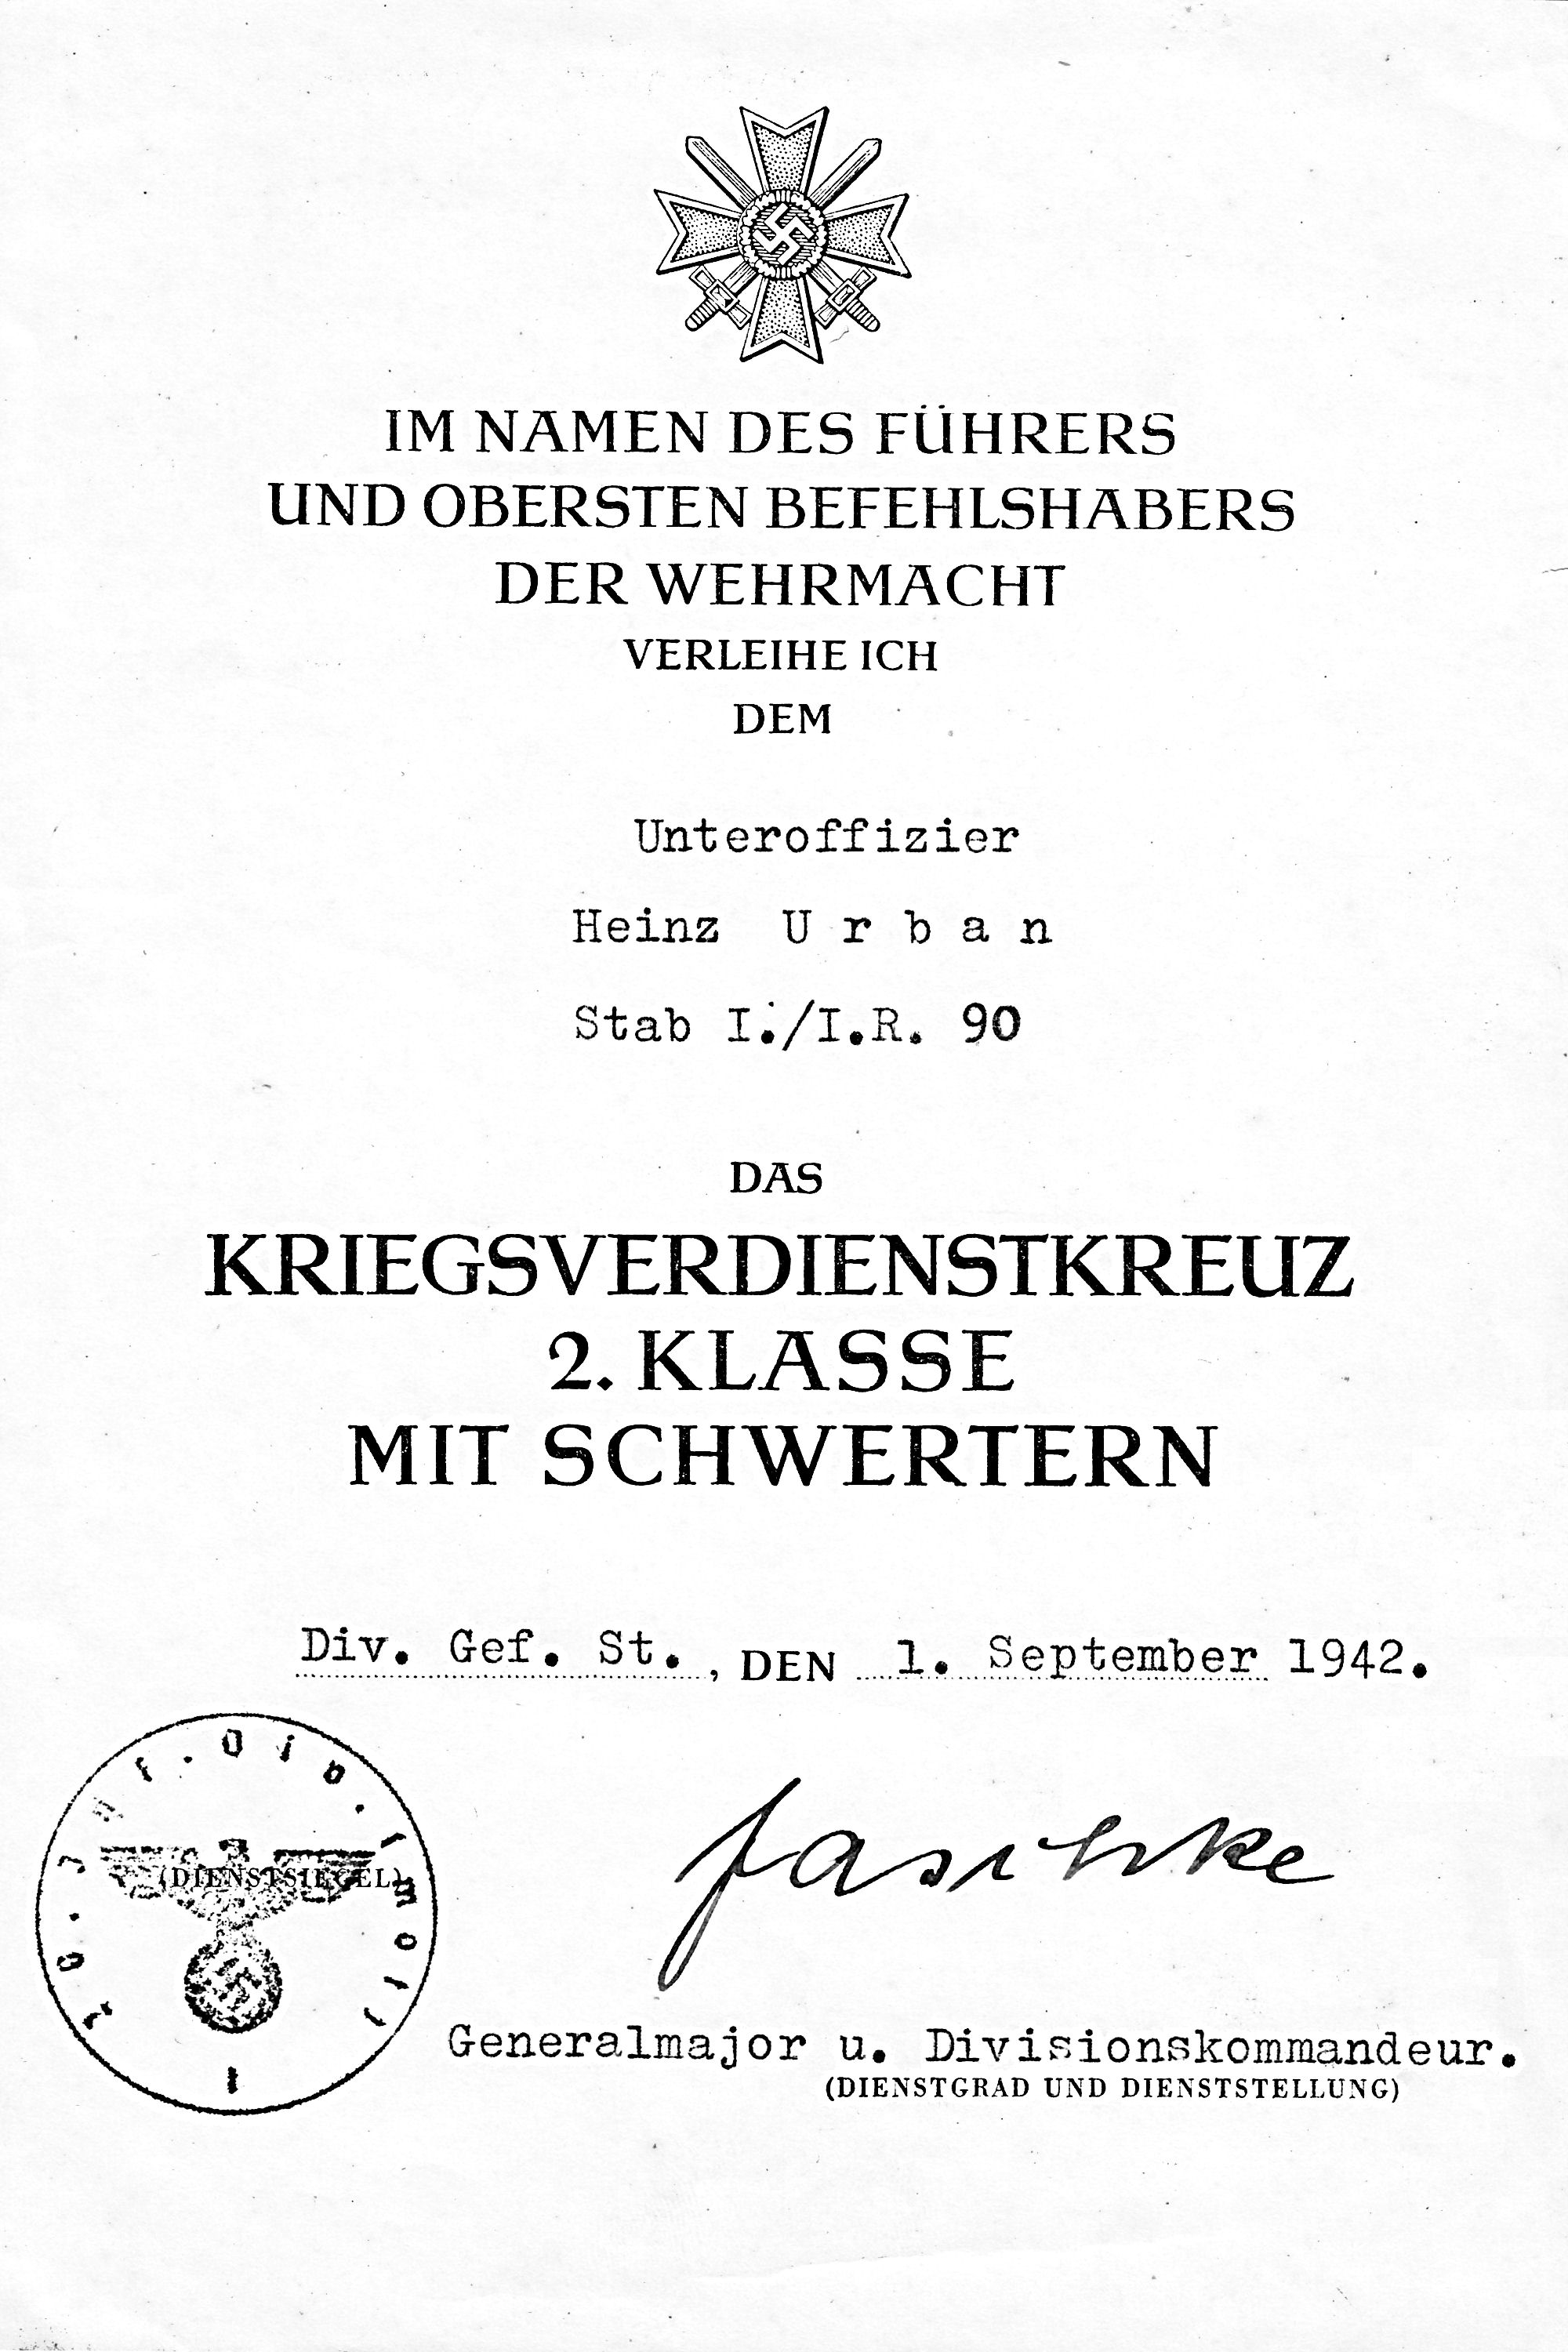 IM NAMEN DES FÜHRERS
UND OBERSTEN BEFEHLSHABERS
DER WEHRMACHT
VERLEIHE ICH
DEM
Unteroffizier
Heinz U r b a n
Stab I./I.R. 90
DAS
KRIEGSVERDIENSTKREUZ
2. KLASSE
MIT SCHWERTERN
Div. Gef. St., DEN 1. September 1942.
(DIENSTSIEGEL)
Jaschke
Generalmajor u. Divisionskommandeur.
(DIENSTGRAD UND DIENSTSTELLUNG)